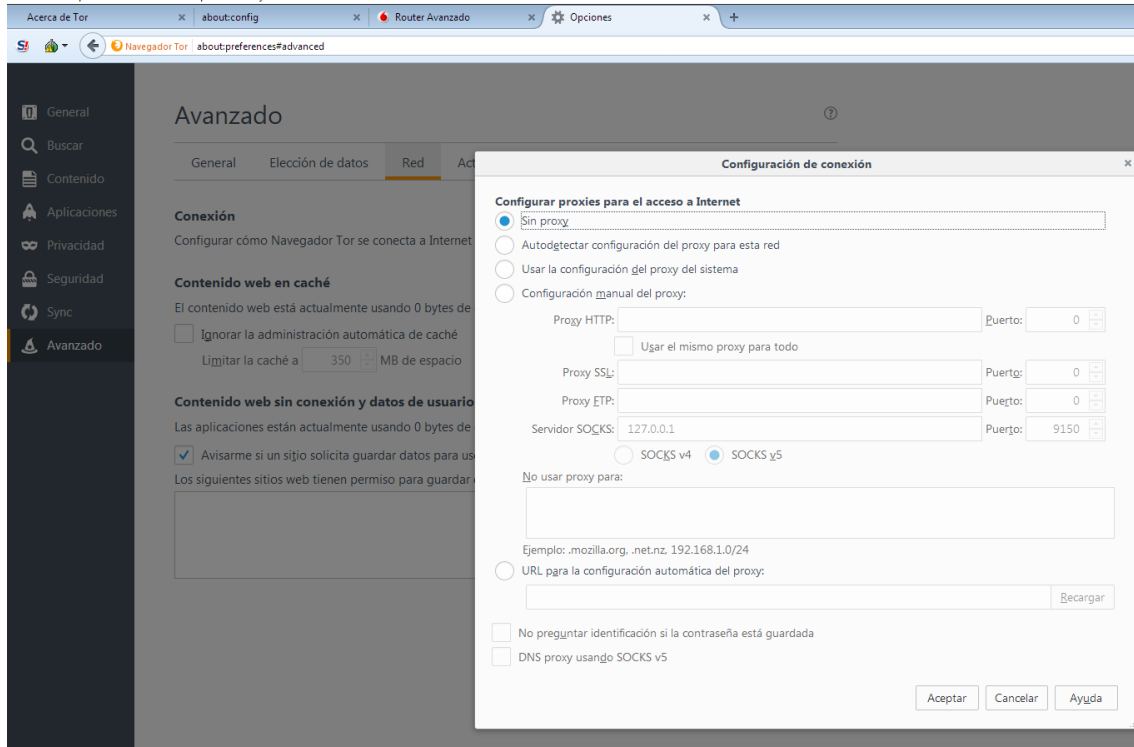 Acerca de Tor
about:config
Router Avanzado
Opciones
Navegador Tor about:preferences#advanced
General
Buscar
Contenido
Aplicaciones
Privacidad
Seguridad
Sync
Avanzado
Avanzado
General Elección de datos Red Act
Conexión
Configurar cómo Navegador Tor se conecta a Internet
Contenido web en caché
El contenido web está actualmente usando 0 bytes de
Ignorar la administración automática de caché
Limitar la caché a 350 MB de espacio
Contenido web sin conexión y datos de usuario
Las aplicaciones están actualmente usando 0 bytes de
Avisarme si un sitio solicita guardar datos para us
Los siguientes sitios web tienen permiso para guardar
Configuración de conexión
Configurar proxies para el acceso a Internet
Sin proxy
Autodetectar configuración del proxy para esta red
Usar la configuración del proxy del sistema
Configuración manual del proxy:
Proxy HTTP: Puerto: 0
Usar el mismo proxy para todo
Proxy SSL: Puerto: 0
Proxy FTP: Puerto: 0
Servidor SOCKS: 127.0.0.1 Puerto: 9150
SOCKS v4 SOCKS v5
No usar proxy para:
Ejemplo: .mozilla.org, .net.nz, 192.168.1.0/24
URL para la configuración automática del proxy:
Recargar
No preguntar identificación si la contraseña está guardada
DNS proxy usando SOCKS v5
Aceptar Cancelar Ayuda